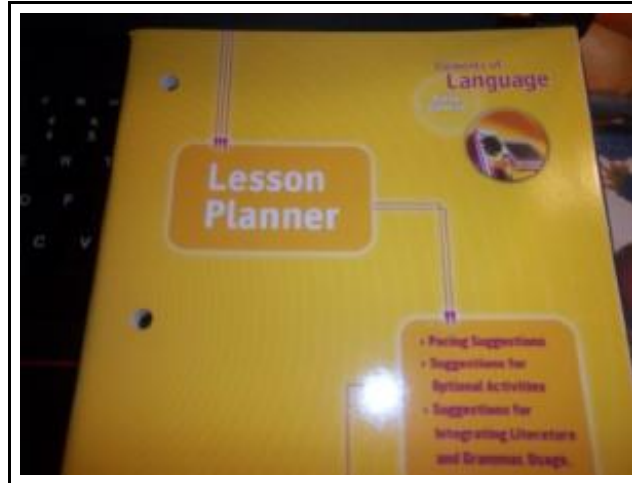 Elements of
Language
Lesson
Planner
• Pacing Suggestions
• Suggestions for
Optional Activities
• Suggestions for
Integrating Literature
and Grammar, Usage,